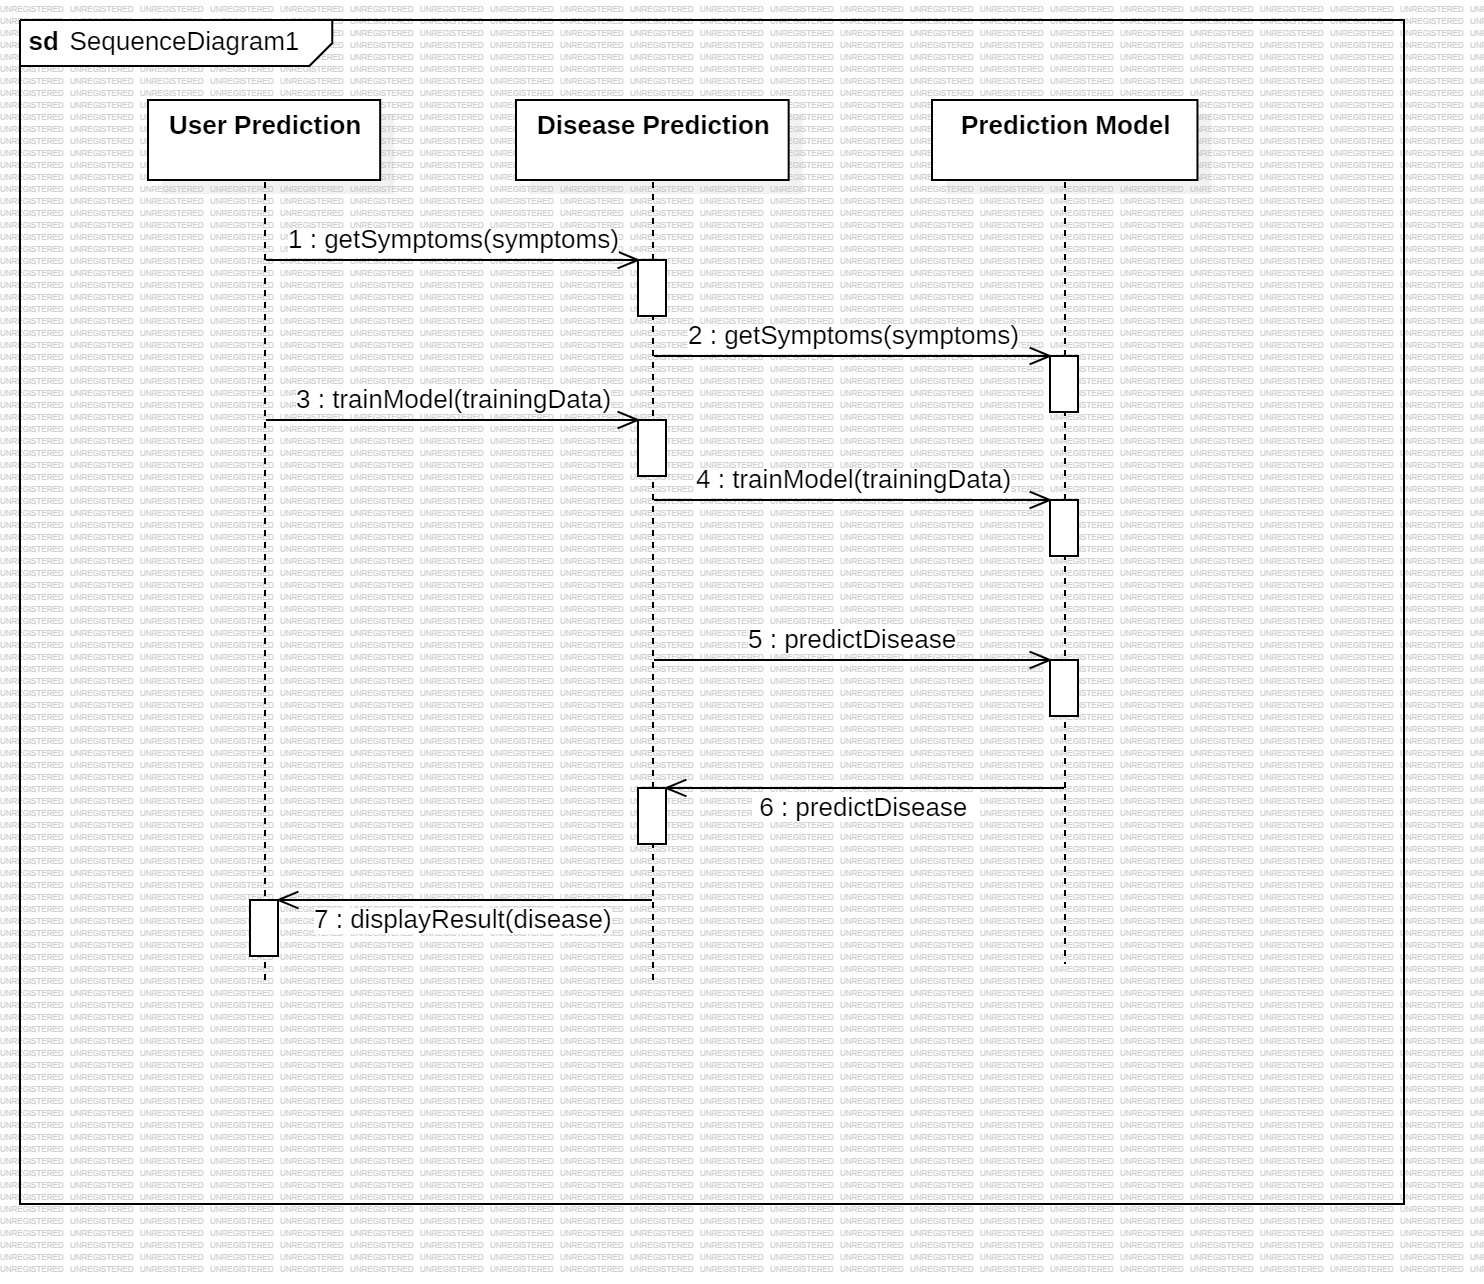 sd SequenceDiagram1
User Prediction
Disease Prediction
Prediction Model
1 : getSymptoms(symptoms)
2 : getSymptoms(symptoms)
3 : trainModel(trainingData)
4 : trainModel(trainingData)
5 : predictDisease
6 : predictDisease
7 : displayResult(disease)
UNREGISTERED